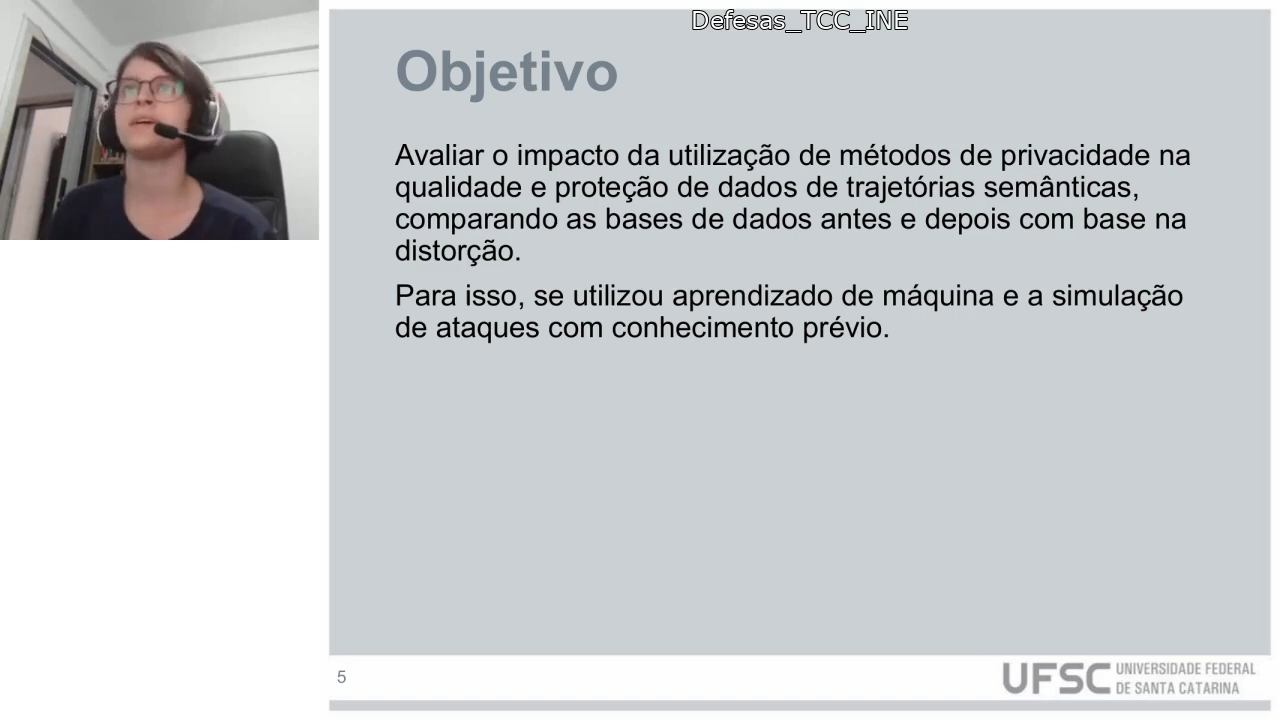 Defesas_TCC_INE
Objetivo
Avaliar o impacto da utilização de métodos de privacidade na
qualidade e proteção de dados de trajetórias semânticas,
comparando as bases de dados antes e depois com base na
distorção.
Para isso, se utilizou aprendizado de máquina e a simulação
de ataques com conhecimento prévio.
5
UFSC UNIVERSIDADE FEDERAL
DE SANTA CATARINA